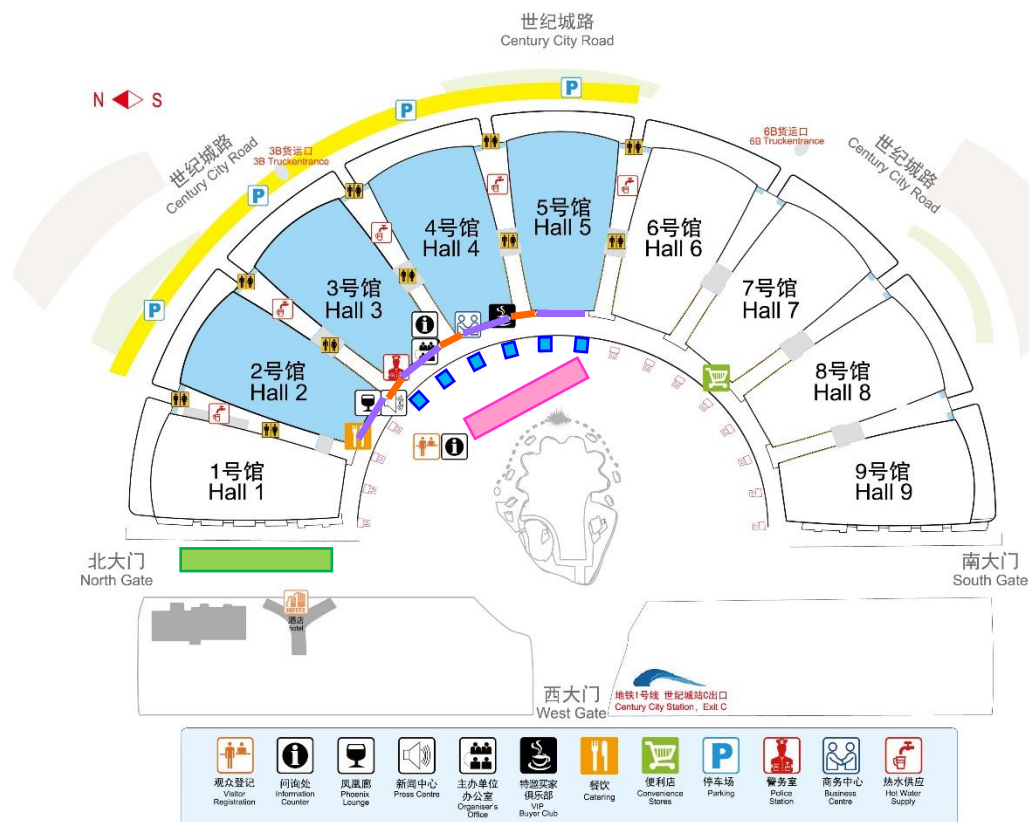 世纪城路
Century City Road
N S
P
P
P
P
世纪城路
Century City Road
3B货运口
3B Truckentrance
6B货运口
6B Truckentrance
世纪城路
Century City Road
4号馆
Hall 4
5号馆
Hall 5
6号馆
Hall 6
3号馆
Hall 3
7号馆
Hall 7
2号馆
Hall 2
8号馆
Hall 8
1号馆
Hall 1
9号馆
Hall 9
北大门
North Gate
南大门
South Gate
HOTEL
酒店
hotel
西大门
West Gate
地铁1号线 世纪城站C出口
Century City Station, Exit C
P
观众登记
Visitor
Registration
问询处
Information
Counter
凤凰廊
Phoenix
Lounge
新闻中心
Press Centre
主办单位
办公室
Organiser's
Office
特邀买家
俱乐部
VIP
Buyer Club
餐饮
Catering
便利店
Convenience
Stores
停车场
Parking
警务室
Police
Station
商务中心
Business
Centre
热水供应
Hot Water
Supply